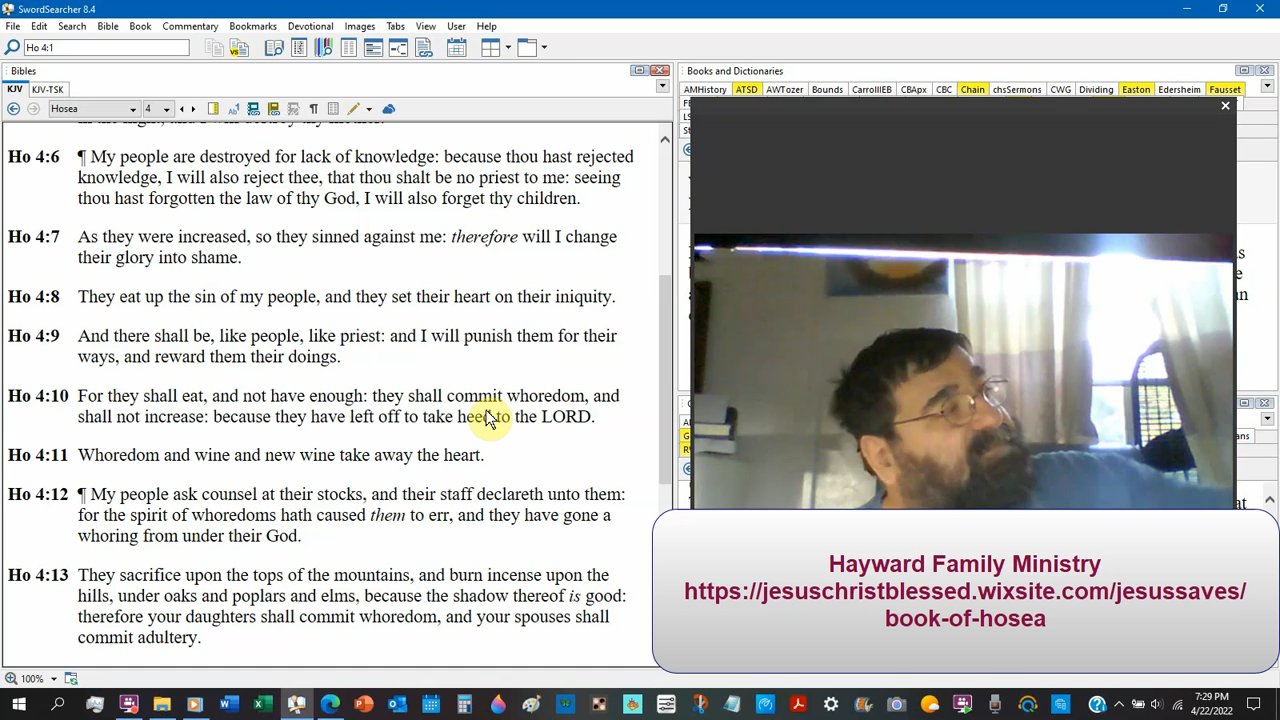 SwordSearcher 8.4
File Edit Search Bible Book Commentary Bookmarks Devotional Images Tabs View User Help
Ho 4:1
Bibles
KJV KJV-TSK
Hosea 4
Ho 4:6 ¶ My people are destroyed for lack of knowledge: because thou hast rejected
knowledge, I will also reject thee, that thou shalt be no priest to me: seeing
thou hast forgotten the law of thy God, I will also forget thy children.
Ho 4:7 As they were increased, so they sinned against me: therefore will I change
their glory into shame.
Ho 4:8 They eat up the sin of my people, and they set their heart on their iniquity.
Ho 4:9 And there shall be, like people, like priest: and I will punish them for their
ways, and reward them their doings.
Ho 4:10 For they shall eat, and not have enough: they shall commit whoredom, and
shall not increase: because they have left off to take heed to the LORD.
Ho 4:11 Whoredom and wine and new wine take away the heart.
Ho 4:12 ¶ My people ask counsel at their stocks, and their staff declareth unto them:
for the spirit of whoredoms hath caused them to err, and they have gone a
whoring from under their God.
Ho 4:13 They sacrifice upon the tops of the mountains, and burn incense upon the
hills, under oaks and poplars and elms, because the shadow thereof is good:
therefore your daughters shall commit whoredom, and your spouses shall
commit adultery.
100%
Books and Dictionaries
AMHistory ATSD AWTozer Bounds CarrollIEB CBApx CBC Chain chsSermons CWG Dividing Easton Edersheim Fausset
Hayward Family Ministry
https://jesuschristblessed.wixsite.com/jesussaves/
book-of-hosea
7:29 PM
4/22/2022